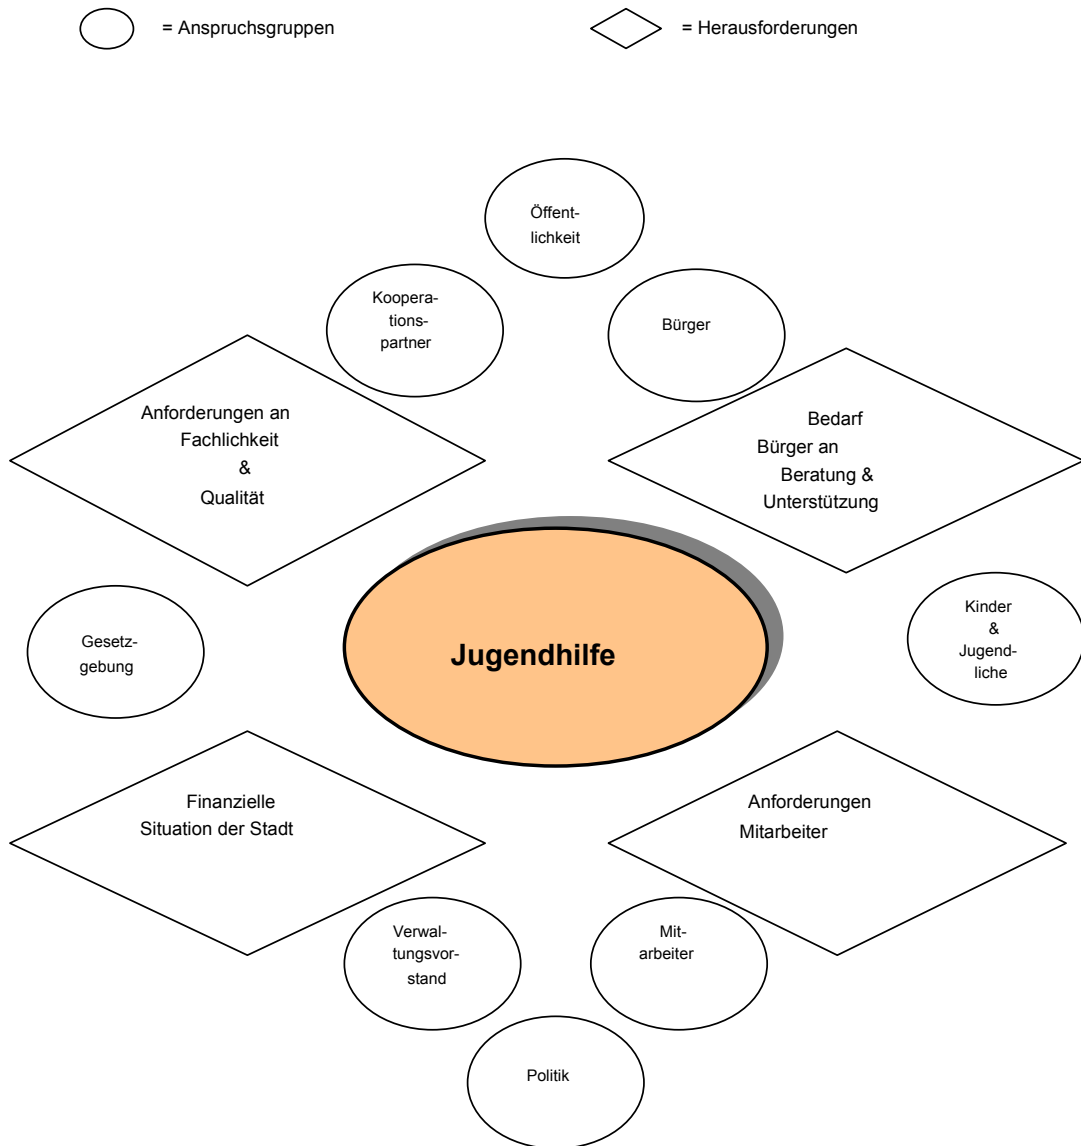 = Anspruchsgruppen
= Herausforderungen
Öffent-
lichkeit
Koopera-
tions-
partner
Bürger
Anforderungen an
Fachlichkeit
&
Qualität
Bedarf
Bürger an
Beratung &
Unterstützung
Gesetz-
gebung
Jugendhilfe
Kinder
&
Jugend-
liche
Finanzielle
Situation der Stadt
Anforderungen
Mitarbeiter
Verwal-
tungsvor-
stand
Mit-
arbeiter
Politik